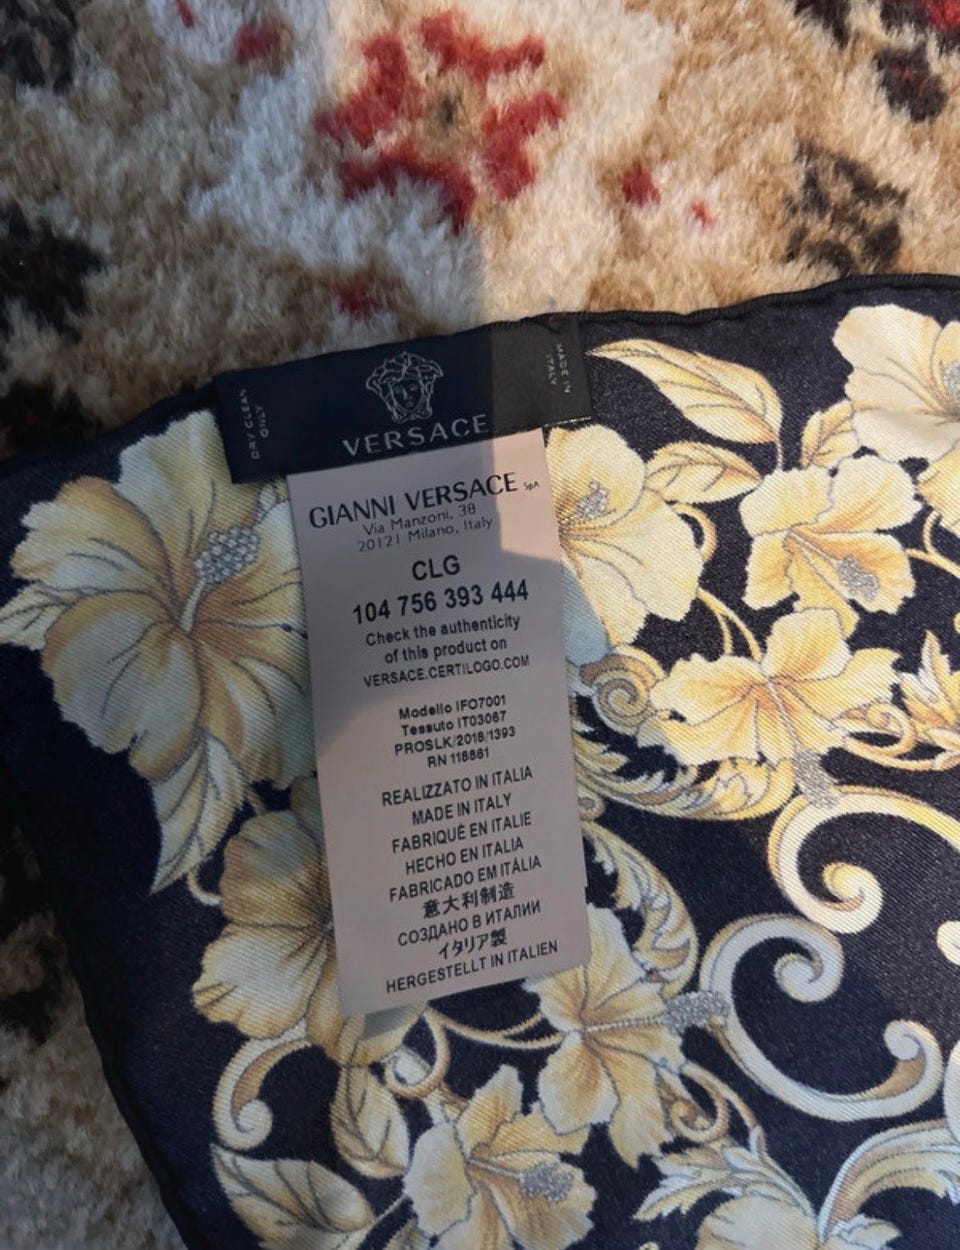 DRY CLEAN
ONLY
VERSACE
MADE IN
ITALY
GIANNI VERSACE SpA
Via Manzoni, 38
20121 Milano, Italy
CLG
104 756 393 444
Check the authenticity
of this product on
VERSACE.CERTILOGO.COM
Modello IFO7001
Tessuto IT03067
PROSLK/2018/1393
RN 118861
REALIZZATO IN ITALIA
MADE IN ITALY
FABRIQUÉ EN ITALIE
HECHO EN ITALIA
FABRICADO EM ITÁLIA
意大利制造
СОЗДАНО В ИТАЛИИ
イタリア製
HERGESTELLT IN ITALIEN